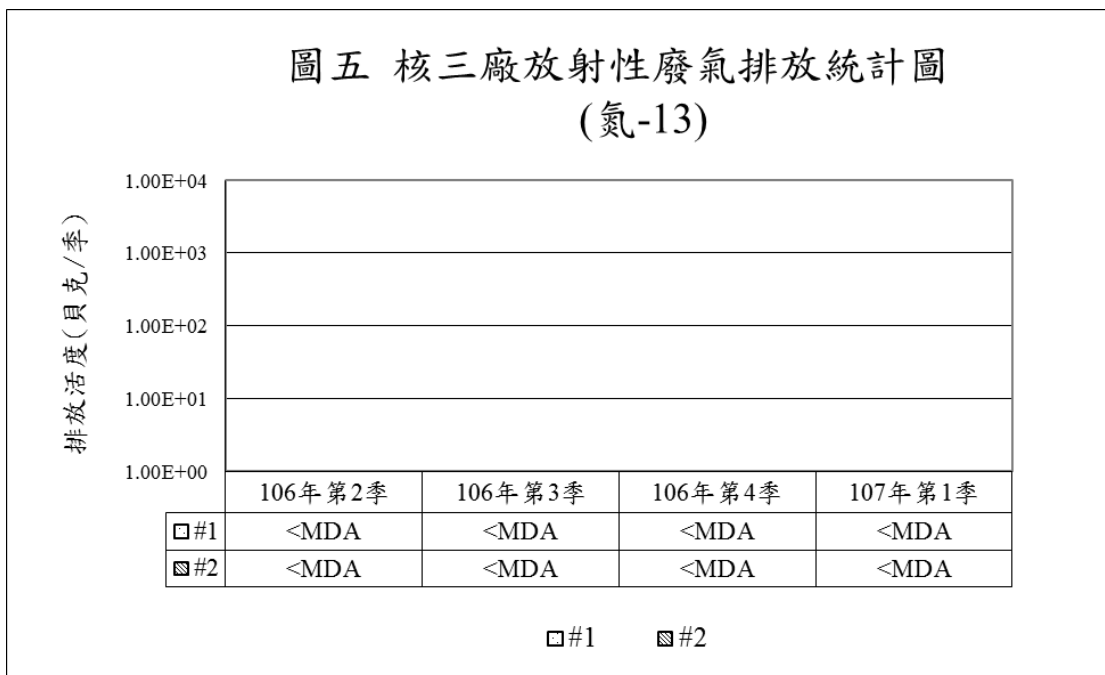 圖五 核三廠放射性廢氣排放統計圖
(氮-13)
排放活度(貝克/季)
1.00E+04
1.00E+03
1.00E+02
1.00E+01
1.00E+00
106年第2季 106年第3季 106年第4季 107年第1季
#1 <MDA <MDA <MDA <MDA
#2 <MDA <MDA <MDA <MDA
#1 #2